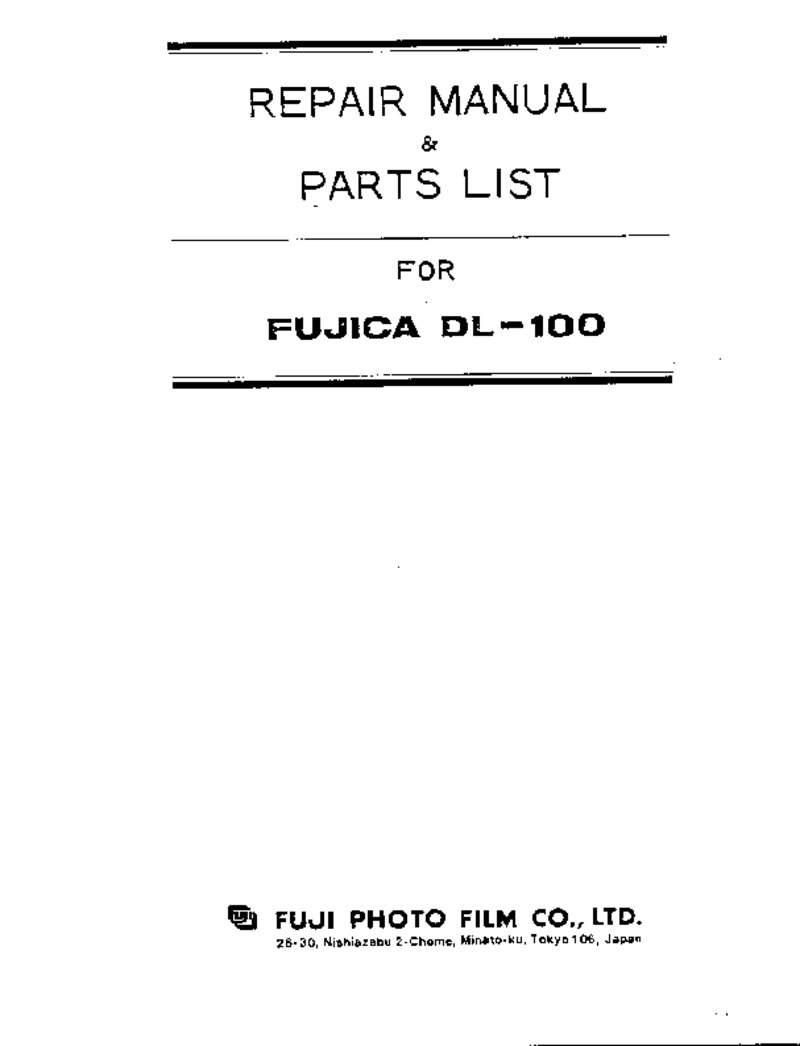 REPAIR MANUAL
&
PARTS LIST
FOR
FUJICA DL-100
FUJI PHOTO FILM CO., LTD.
26-30, Nishiazabu 2-Chome, Minato-ku, Tokyo 106, Japan